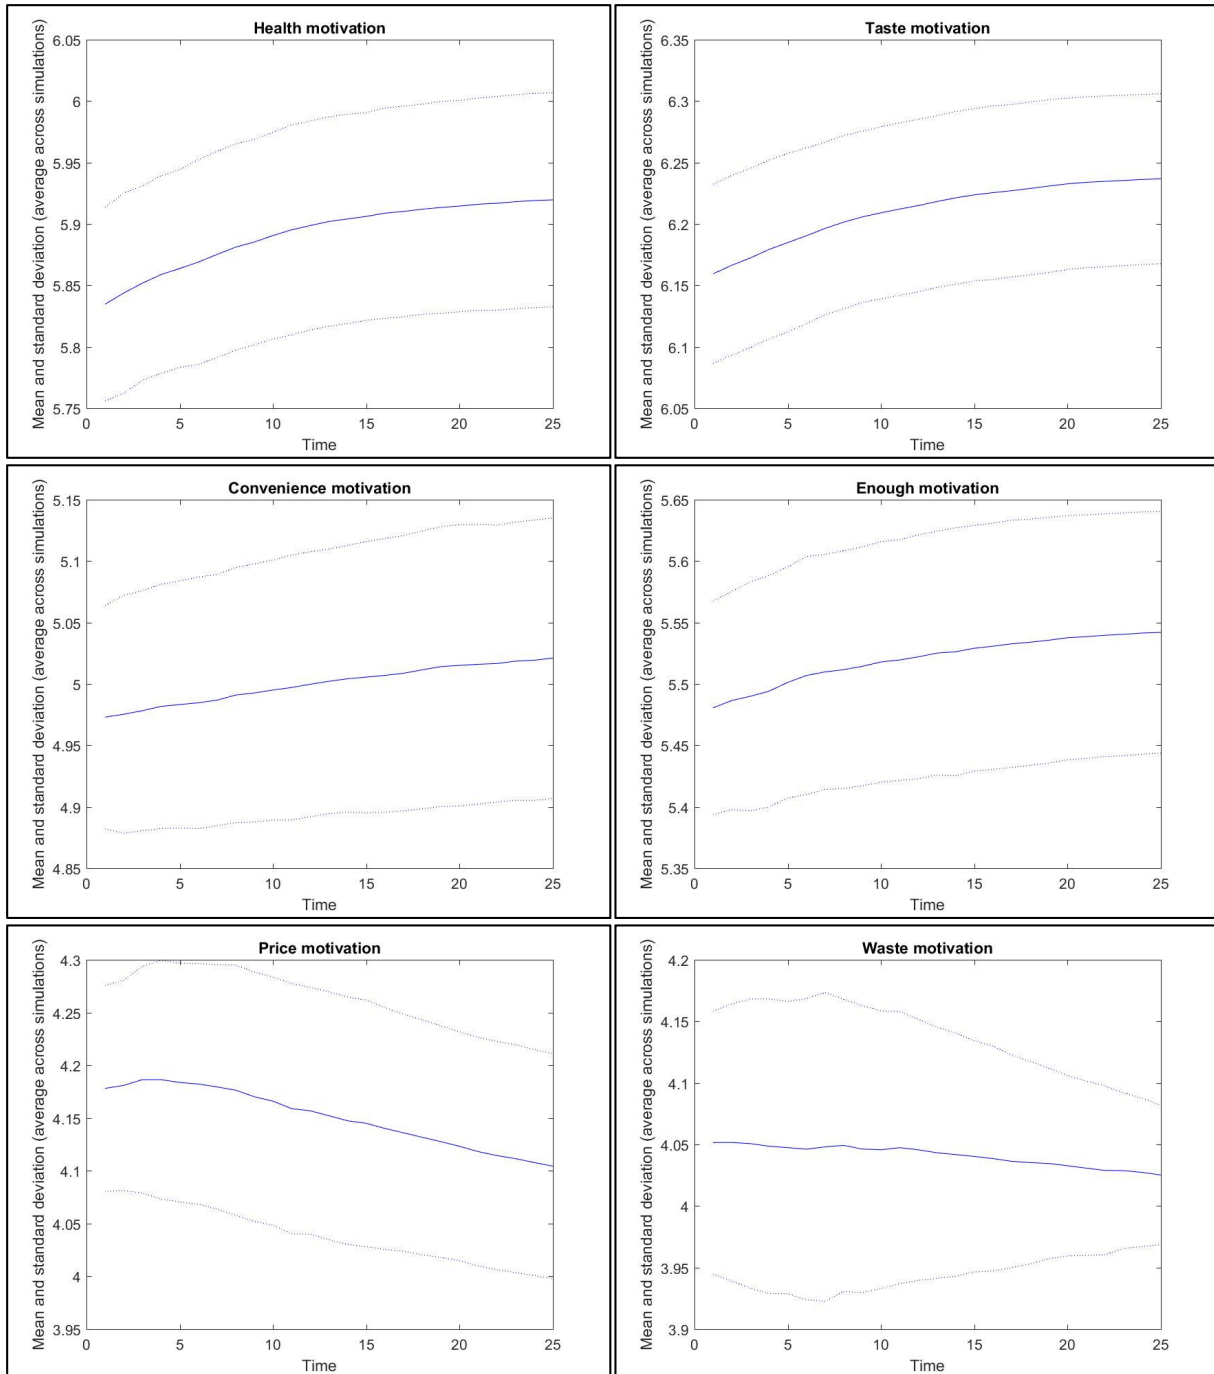 Health motivation
Mean and standard deviation (average across simulations)
6.05
6
5.95
5.9
5.85
5.8
5.75
0 5 10 15 20 25
Time
Taste motivation
Mean and standard deviation (average across simulations)
6.35
6.3
6.25
6.2
6.15
6.1
6.05
0 5 10 15 20 25
Time
Convenience motivation
Mean and standard deviation (average across simulations)
5.15
5.1
5.05
5
4.95
4.9
4.85
0 5 10 15 20 25
Time
Enough motivation
Mean and standard deviation (average across simulations)
5.65
5.6
5.55
5.5
5.45
5.4
5.35
0 5 10 15 20 25
Time
Price motivation
Mean and standard deviation (average across simulations)
4.3
4.25
4.2
4.15
4.1
4.05
4
3.95
0 5 10 15 20 25
Time
Waste motivation
Mean and standard deviation (average across simulations)
4.2
4.15
4.1
4.05
4
3.95
3.9
0 5 10 15 20 25
Time